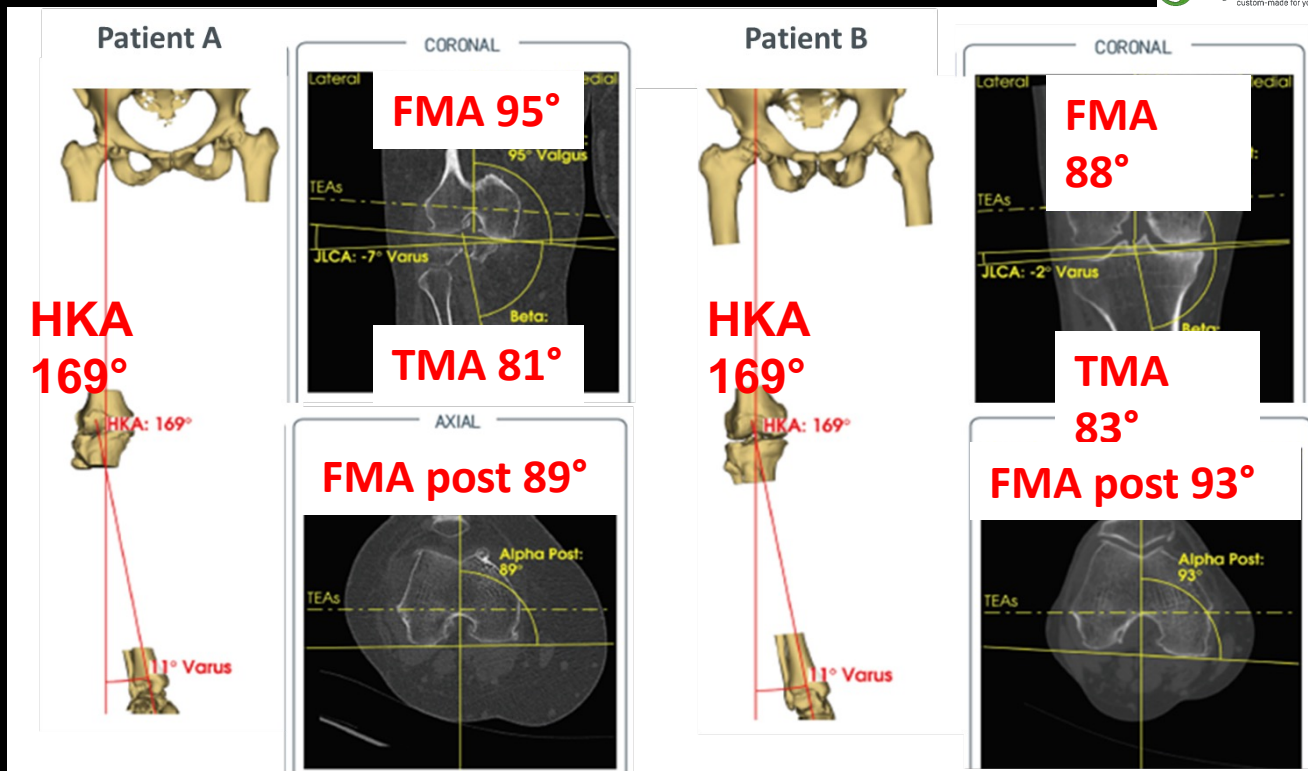 custom-made for yo
Patient A
CORONAL
Lateral
edial
FMA 95°
95° Valgus
TEAs
JLCA: -7° Varus
Beta:
TMA 81°
HKA
169°
HKA: 169°
11° Varus
AXIAL
FMA post 89°
Alpha Post:
89°
TEAs
Patient B
CORONAL
Lateral
edial
FMA
88°
TEAs
JLCA: -2° Varus
Beta:
TMA
83°
HKA
169°
HKA: 169°
11° Varus
FMA post 93°
Alpha Post:
93°
TEAs